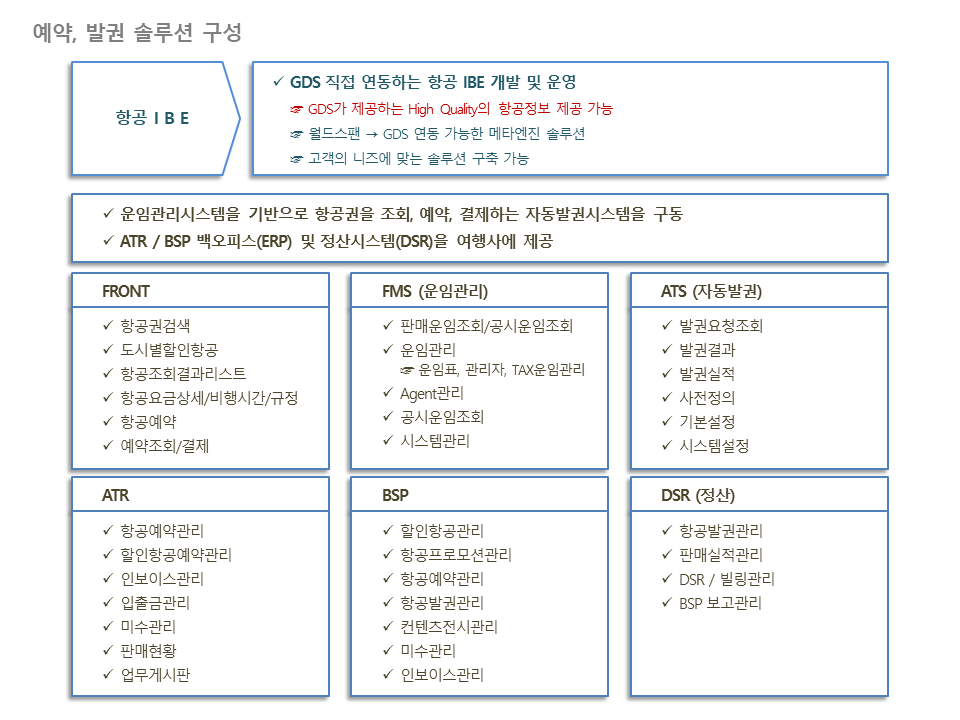 예약, 발권 솔루션 구성
항공 I B E
✓ GDS 직접 연동하는 항공 IBE 개발 및 운영
☞ GDS가 제공하는 High Quality의 항공정보 제공 가능
☞ 월드스팬 → GDS 연동 가능한 메타엔진 솔루션
☞ 고객의 니즈에 맞는 솔루션 구축 가능
✓ 운임관리시스템을 기반으로 항공권을 조회, 예약, 결제하는 자동발권시스템을 구동
✓ ATR / BSP 백오피스(ERP) 및 정산시스템(DSR)을 여행사에 제공
FRONT
✓ 항공권검색
✓ 도시별할인항공
✓ 항공조회결과리스트
✓ 항공요금상세/비행시간/규정
✓ 항공예약
✓ 예약조회/결제
FMS (운임관리)
✓ 판매운임조회/공시운임조회
✓ 운임관리
☞ 운임표, 관리자, TAX운임관리
✓ Agent관리
✓ 공시운임조회
✓ 시스템관리
ATS (자동발권)
✓ 발권요청조회
✓ 발권결과
✓ 발권실적
✓ 사전정의
✓ 기본설정
✓ 시스템설정
ATR
✓ 항공예약관리
✓ 할인항공예약관리
✓ 인보이스관리
✓ 입출금관리
✓ 미수관리
✓ 판매현황
✓ 업무게시판
BSP
✓ 할인항공관리
✓ 항공프로모션관리
✓ 항공예약관리
✓ 항공발권관리
✓ 컨텐츠전시관리
✓ 미수관리
✓ 인보이스관리
DSR (정산)
✓ 항공발권관리
✓ 판매실적관리
✓ DSR / 빌링관리
✓ BSP 보고관리